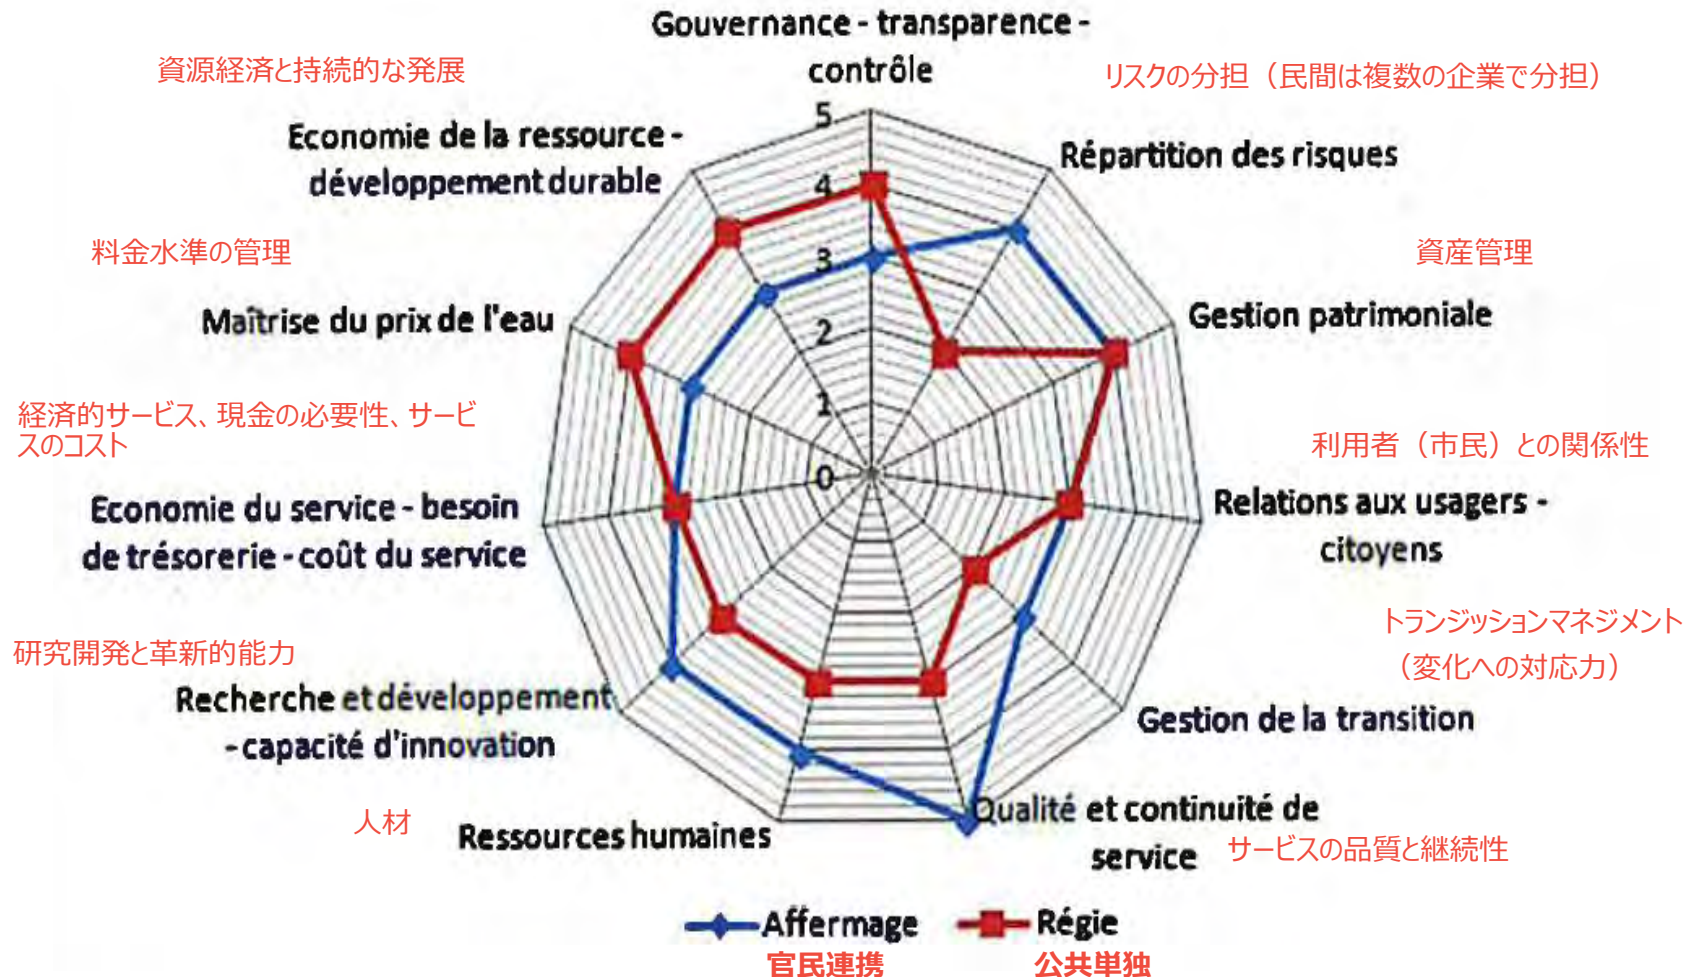 Gouvernance - transparence -
contrôle
資源経済と持続的な発展
リスクの分担（民間は複数の企業で分担）
Economie de la ressource -
développement durable
Répartition des risques
5
4
3
2
1
0
料金水準の管理
資産管理
Maîtrise du prix de l'eau
Gestion patrimoniale
経済的サービス、現金の必要性、サービ
スのコスト
利用者（市民）との関係性
Economie du service - besoin
de trésorerie - coût du service
Relations aux usagers -
citoyens
トランジッションマネジメント
（変化への対応力）
研究開発と革新的能力
Recherche et développement
- capacité d'innovation
Gestion de la transition
人材
Ressources humaines
Qualité et continuité de
service
サービスの品質と継続性
Affermage
Régie
官民連携
公共単独